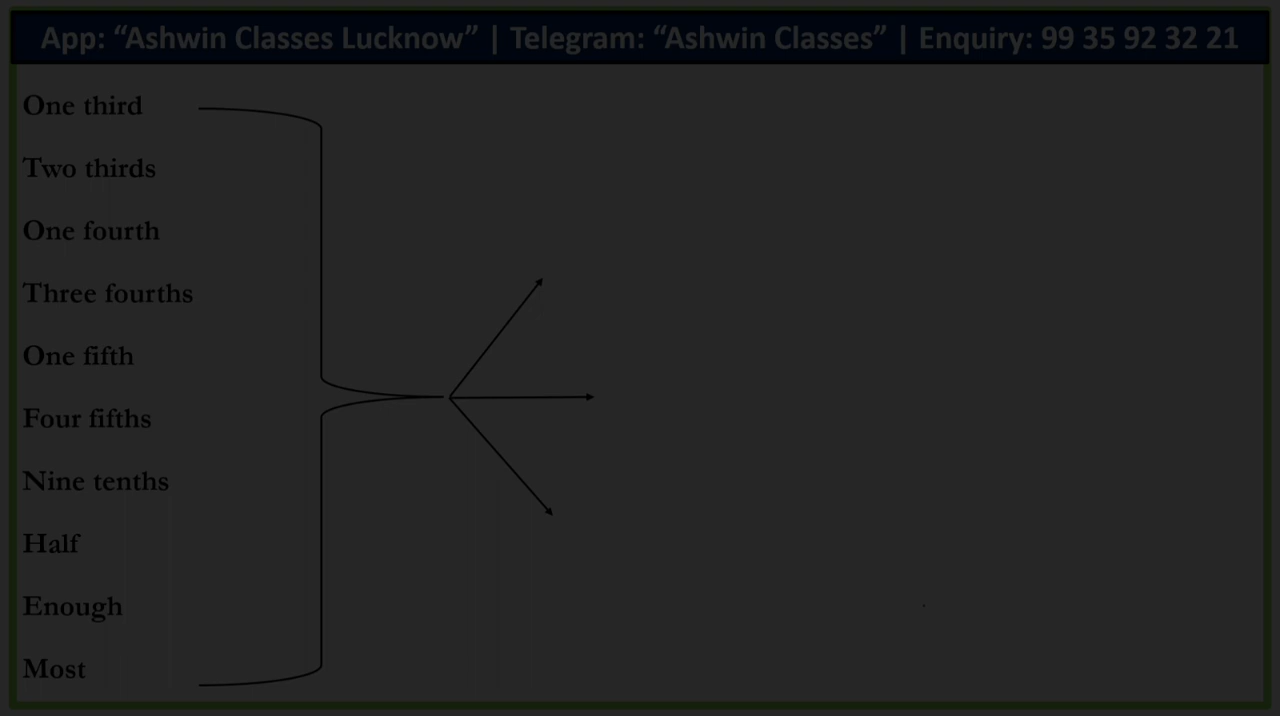 App: “Ashwin Classes Lucknow” | Telegram: “Ashwin Classes” | Enquiry: 99 35 92 32 21
One third
Two thirds
One fourth
Three fourths
One fifth
Four fifths
Nine tenths
Half
Enough
Most